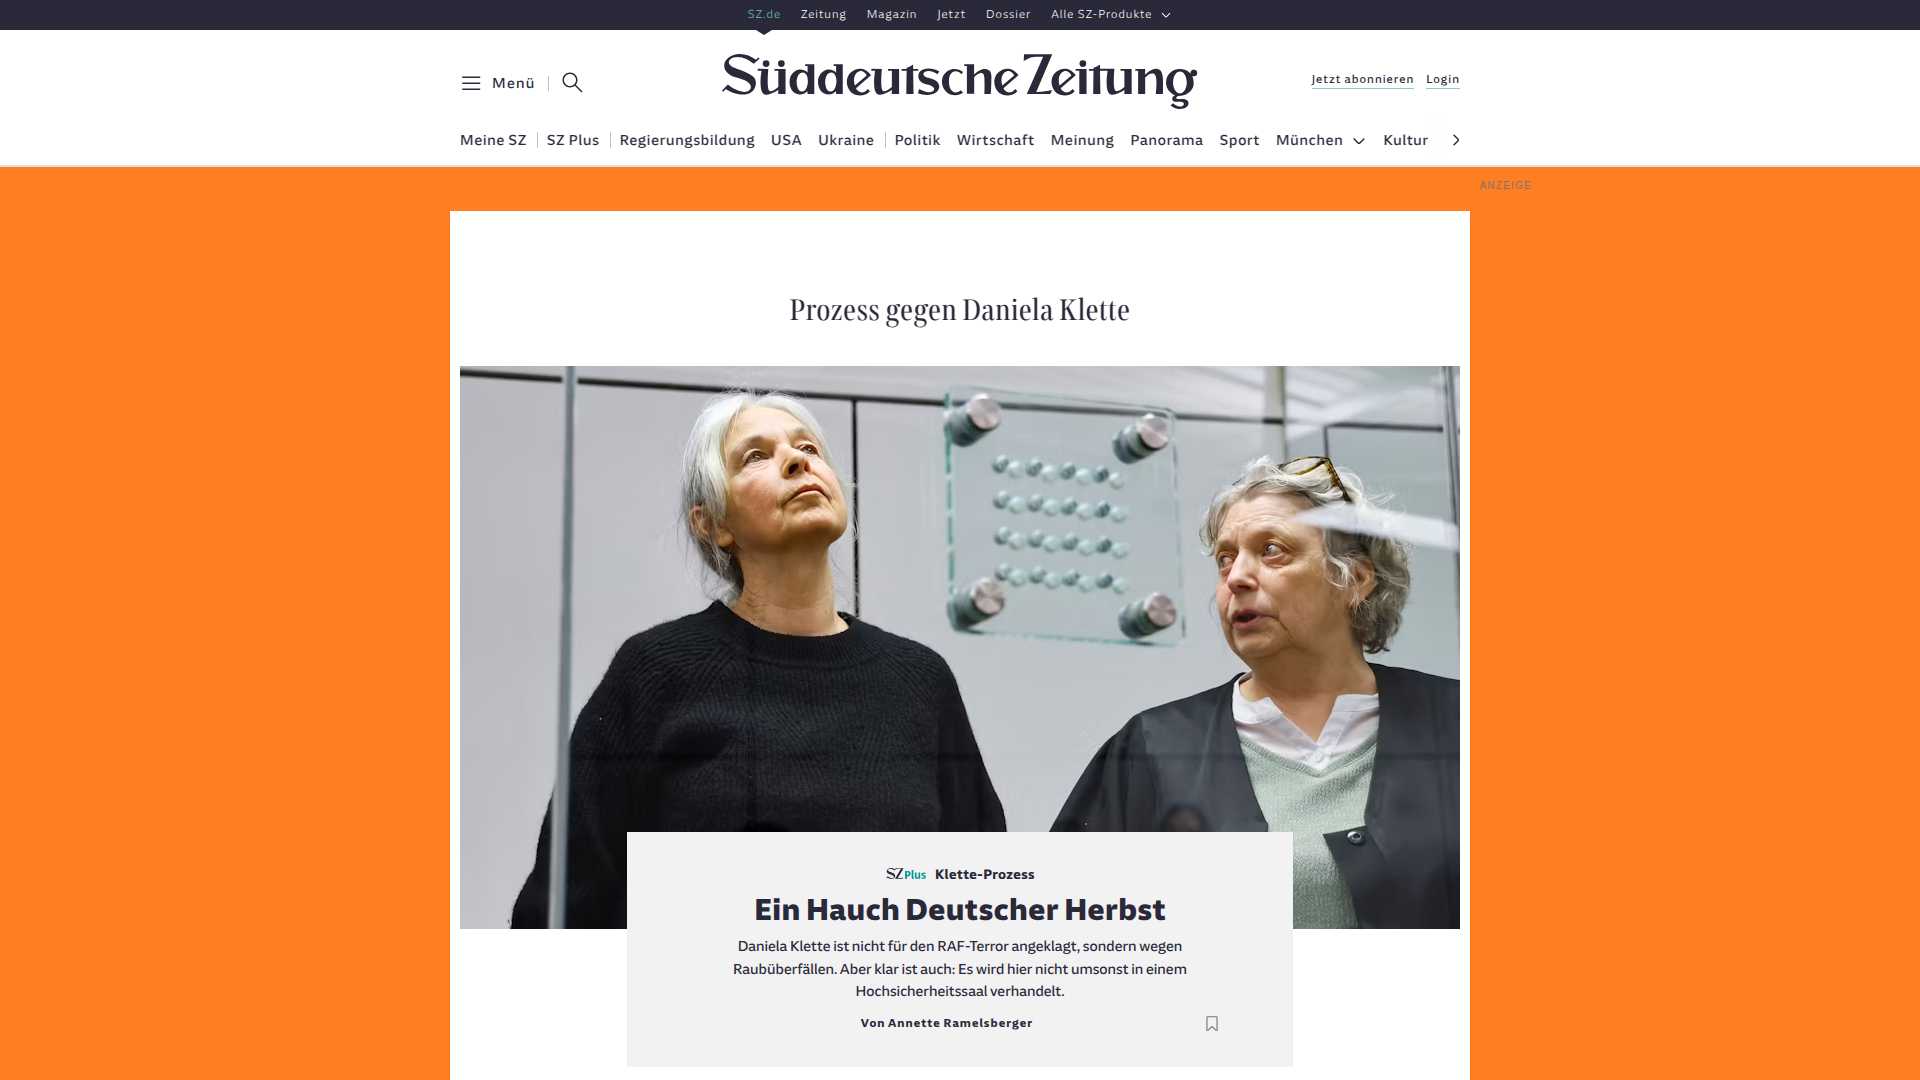 SZ.de Zeitung Magazin Jetzt Dossier Alle SZ-Produkte
Menü
Süddeutsche Zeitung
Jetzt abonnieren Login
Meine SZ SZ Plus Regierungsbildung USA Ukraine Politik Wirtschaft Meinung Panorama Sport München Kultur
ANZEIGE
Prozess gegen Daniela Klette
SZ Plus Klette-Prozess
Ein Hauch Deutscher Herbst
Daniela Klette ist nicht für den RAF-Terror angeklagt, sondern wegen
Raubüberfällen. Aber klar ist auch: Es wird hier nicht umsonst in einem
Hochsicherheitssaal verhandelt.
Von Annette Ramelsberger